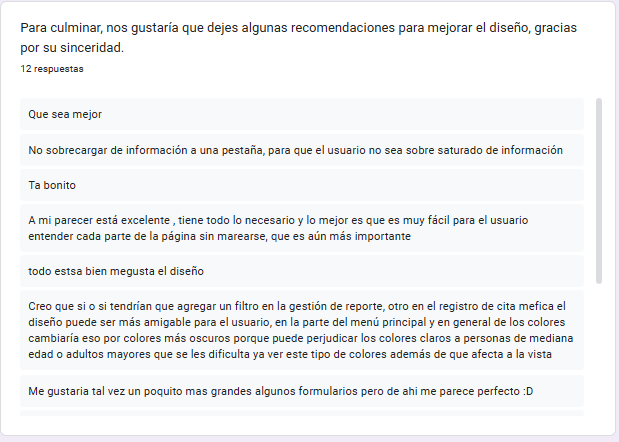 Para culminar, nos gustaría que dejes algunas recomendaciones para mejorar el diseño, gracias
por su sinceridad.
12 respuestas
Que sea mejor
No sobrecargar de información a una pestaña, para que el usuario no sea sobre saturado de información
Ta bonito
A mi parecer está excelente , tiene todo lo necesario y lo mejor es que es muy fácil para el usuario
entender cada parte de la página sin marearse, que es aún más importante
todo estsa bien megusta el diseño
Creo que si o si tendrían que agregar un filtro en la gestión de reporte, otro en el registro de cita mefica el
diseño puede ser más amigable para el usuario, en la parte del menú principal y en general de los colores
cambiaría eso por colores más oscuros porque puede perjudicar los colores claros a personas de mediana
edad o adultos mayores que se les dificulta ya ver este tipo de colores además de que afecta a la vista
Me gustaria tal vez un poquito mas grandes algunos formularios pero de ahi me parece perfecto :D